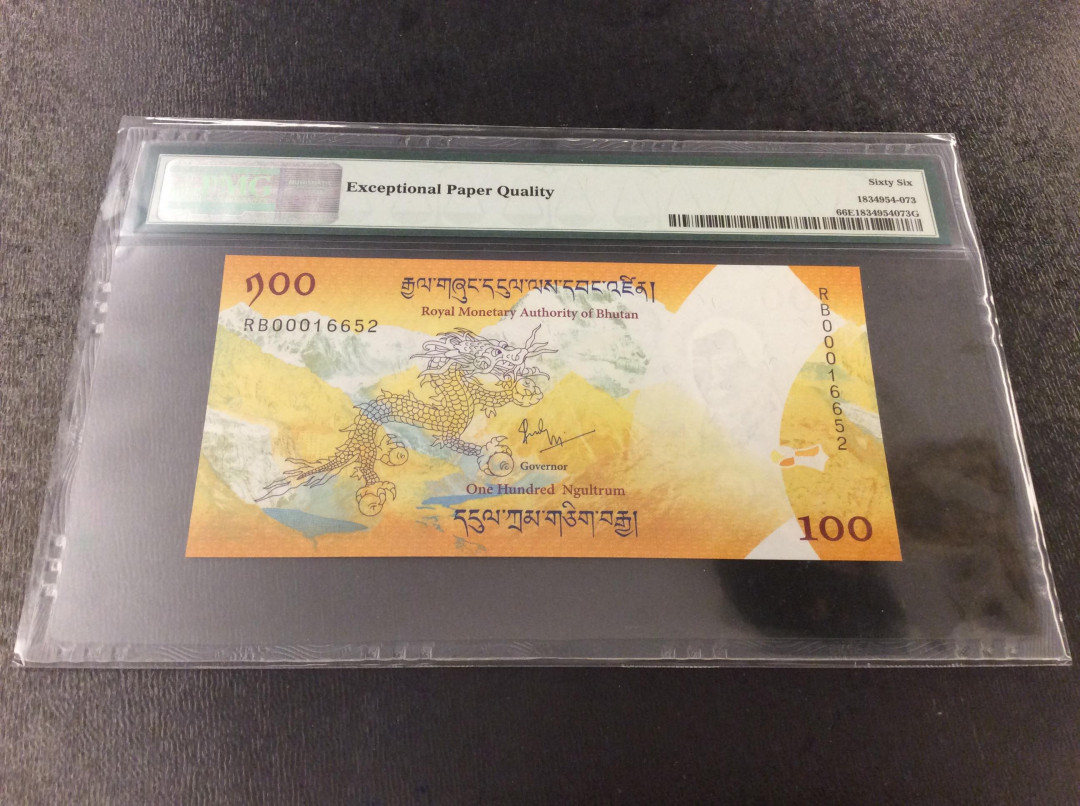 PMG
Exceptional Paper Quality
Sixty Six
1834954-073
66E1834954073G
༡༠༠
RB00016652
རྒྱལ་གཞུང་དངུལ་ལས་དབང་འཛིན།
Royal Monetary Authority of Bhutan
RB00016652
Governor
One Hundred Ngultrum
དངུལ་ཀྲམ་གཅིག་བརྒྱ།
100